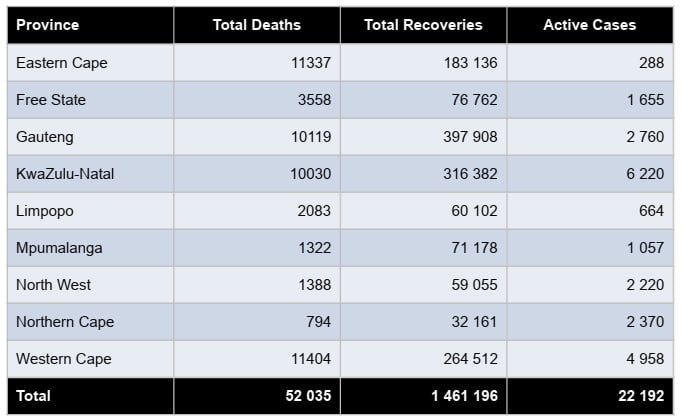 Province Total Deaths Total Recoveries Active Cases
Eastern Cape 11337 183 136 288
Free State 3558 76 762 1 655
Gauteng 10119 397 908 2 760
KwaZulu-Natal 10030 316 382 6 220
Limpopo 2083 60 102 664
Mpumalanga 1322 71 178 1 057
North West 1388 59 055 2 220
Northern Cape 794 32 161 2 370
Western Cape 11404 264 512 4 958
Total 52 035 1 461 196 22 192